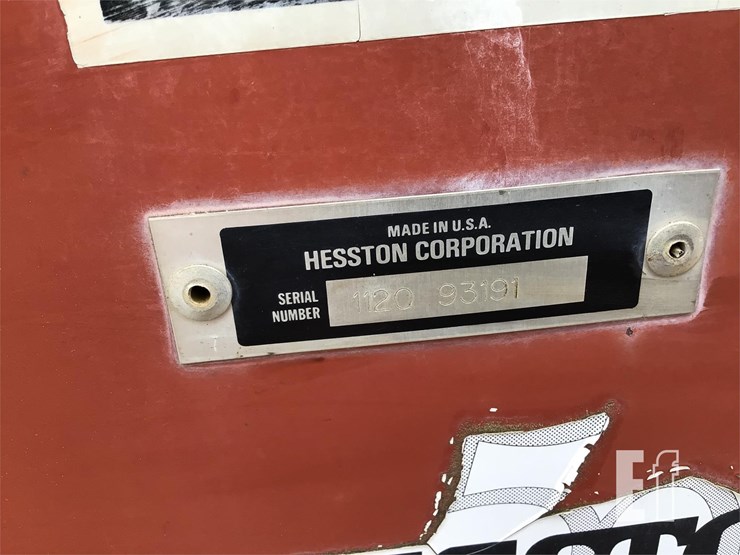 MADE IN U.S.A.
HESSTON CORPORATION
SERIAL
NUMBER
1120 93191